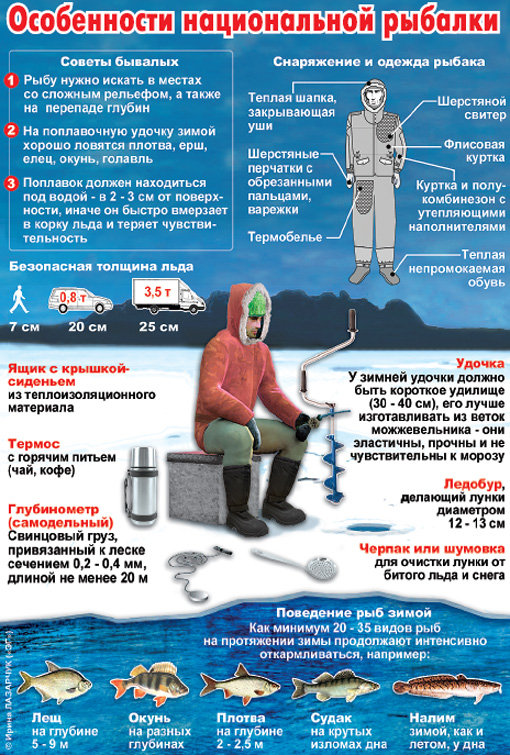 Особенности национальной рыбалки
Советы бывалых
1 Рыбу нужно искать в местах
со сложным рельефом, а также
на перепаде глубин
2 На поплавочную удочку зимой
хорошо ловятся плотва, ерш,
елец, окунь, голавль
3 Поплавок должен находиться
под водой - в 2 - 3 см от поверх-
ности, иначе он быстро вмерзает
в корку льда и теряет чувстви-
тельность
Снаряжение и одежда рыбака
Теплая шапка,
закрывающая
уши
Шерстяные
перчатки с
обрезанными
пальцами,
варежки
Термобелье
Шерстяной
свитер
Флисовая
куртка
Куртка и полу-
комбинезон с
утепляющими
наполнителями
Теплая
непромокаемая
обувь
Безопасная толщина льда
0,8 т
3,5 т
7 см
20 см
25 см
Ящик с крышкой-
сиденьем
из теплоизоляционного
материала
Термос
с горячим питьем
(чай, кофе)
Глубинометр
(самодельный)
Свинцовый груз,
привязанный к леске
сечением 0,2 - 0,4 мм,
длиной не менее 20 м
Удочка
У зимней удочки должно
быть короткое удилище
(30 - 40 см), его лучше
изготавливать из веток
можжевельника - они
эластичны, прочны и не
чувствительны к морозу
Ледобур,
делающий лунки
диаметром
12 - 13 см
Черпак или шумовка
для очистки лунки от
битого льда и снега
Поведение рыб зимой
Как минимум 20 - 35 видов рыб
на протяжении зимы продолжают интенсивно
откармливаться, например:
Лещ
на глубине
5 - 9 м
Окунь
на разных
глубинах
Плотва
на глубине
2 - 2,5 м
Судак
на крутых
изломах дна
Налим
зимой, как и
летом, у дна
© Ирина ЛАЗАРЧУК («ЭУ»)